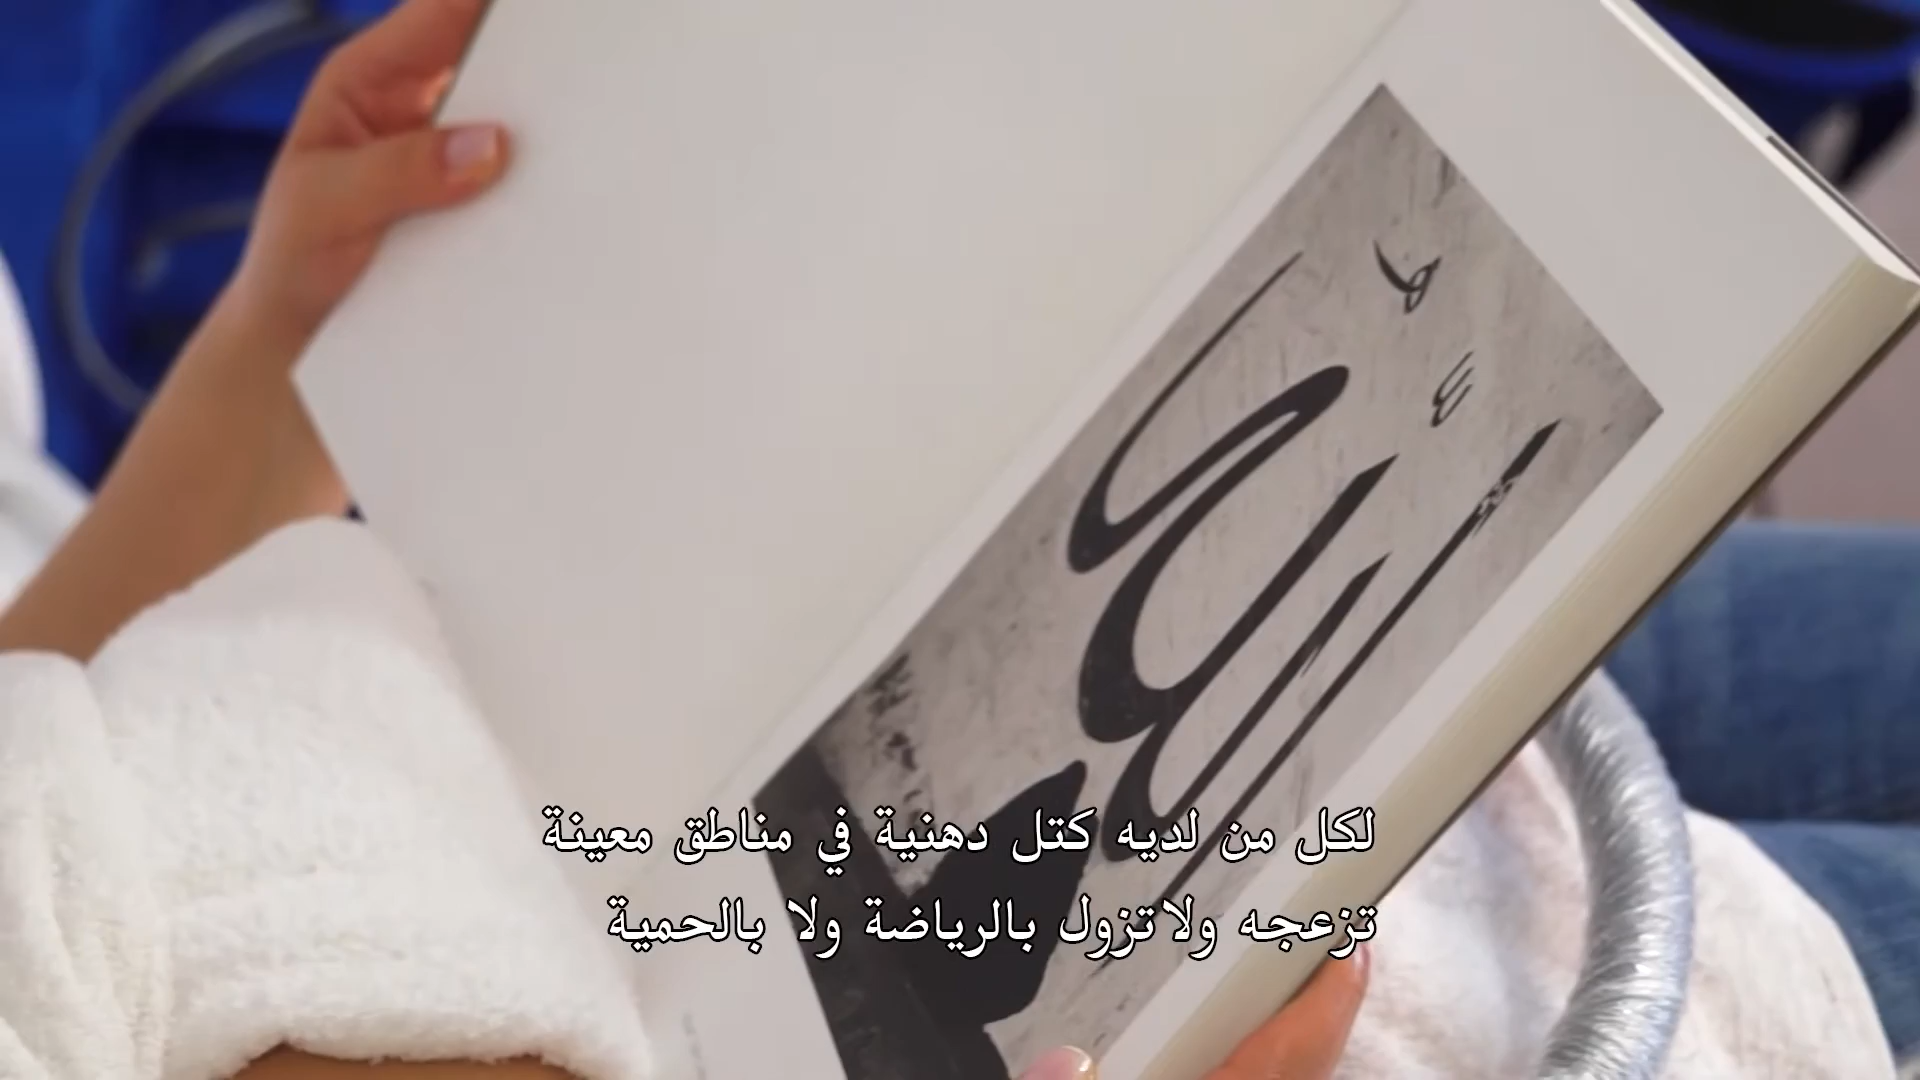 لكل من لديه كتل دهنية في مناطق معينة
تزعجه ولاتزول بالرياضة ولا بالحمية